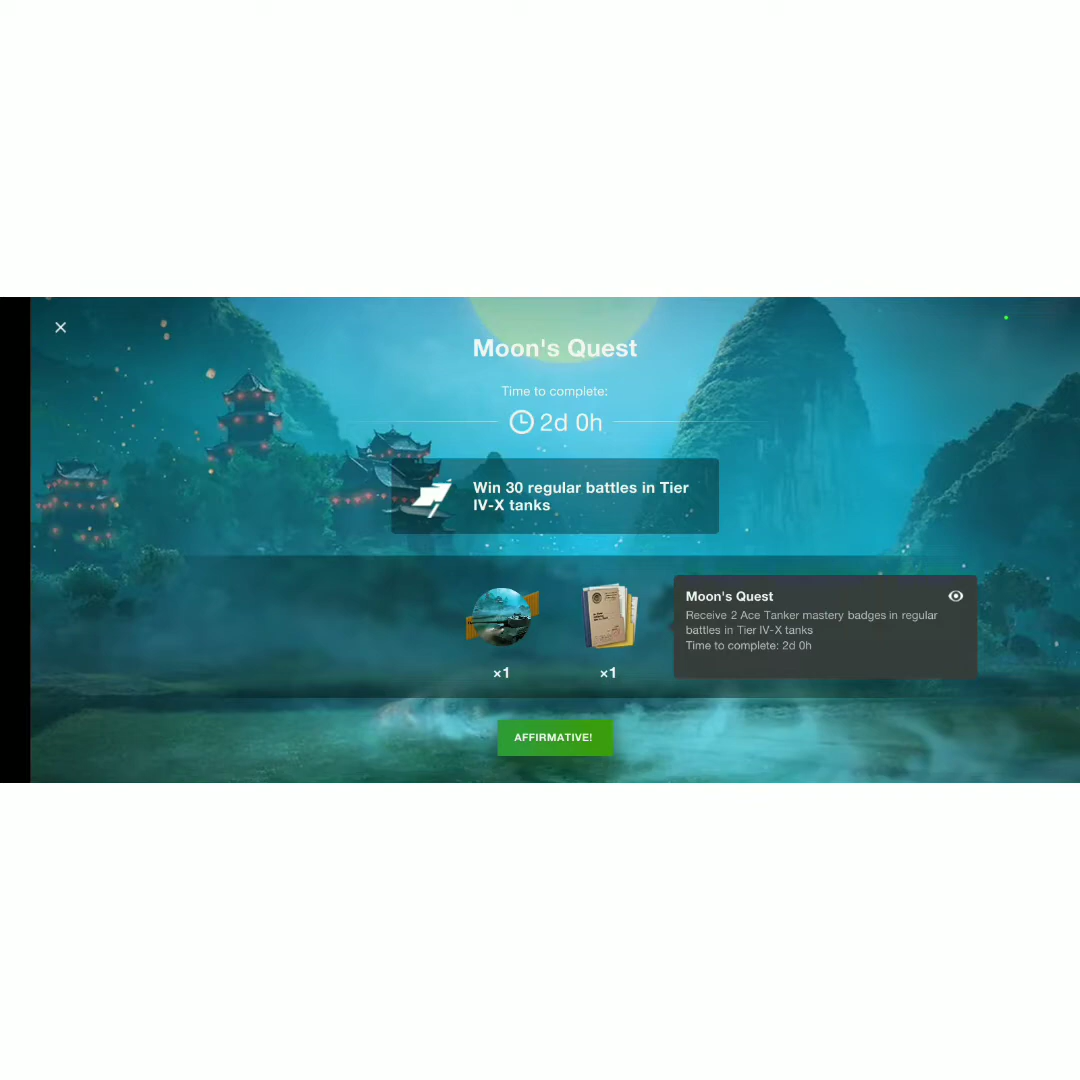 Moon's Quest
Time to complete:
2d 0h
Win 30 regular battles in Tier
IV-X tanks
×1
×1
Moon's Quest
Receive 2 Ace Tanker mastery badges in regular
battles in Tier IV-X tanks
Time to complete: 2d 0h
AFFIRMATIVE!